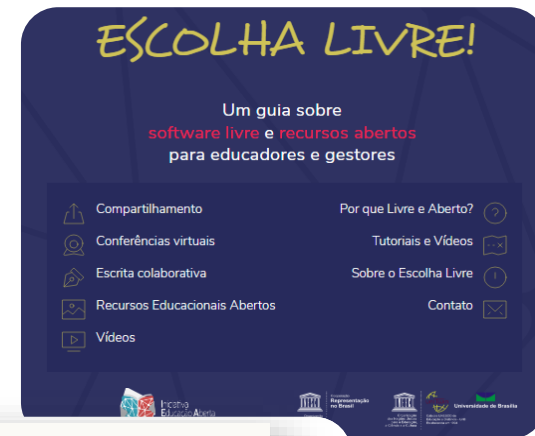 ESCOLHA LIVRE!
Um guia sobre
software livre e recursos abertos
para educadores e gestores
Compartilhamento
Conferências virtuais
Escrita colaborativa
Recursos Educacionais Abertos
Vídeos
Por que Livre e Aberto?
Tutoriais e Vídeos
Sobre o Escolha Livre
Contato
Iniciativa
Educação Aberta
Representação
no Brasil
Universidade de Brasília